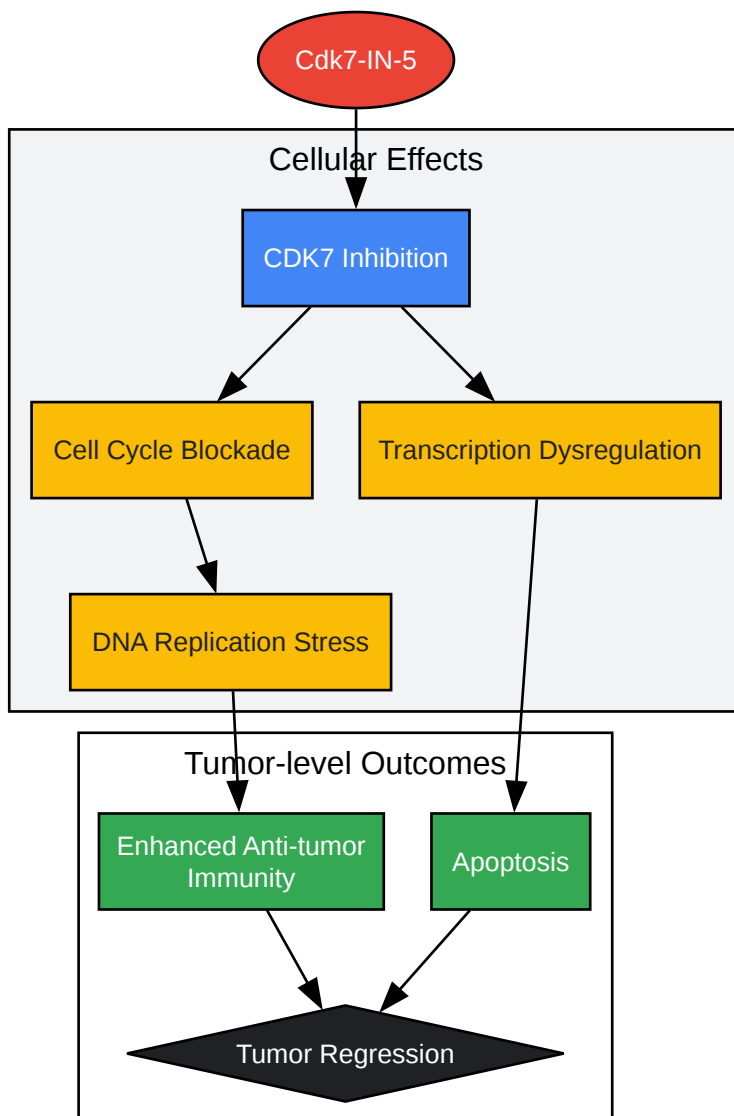 Cdk7-IN-5
Cellular Effects
CDK7 Inhibition
Cell Cycle Blockade
Transcription Dysregulation
DNA Replication Stress
Tumor-level Outcomes
Enhanced Anti-tumor
Immunity
Apoptosis
Tumor Regression